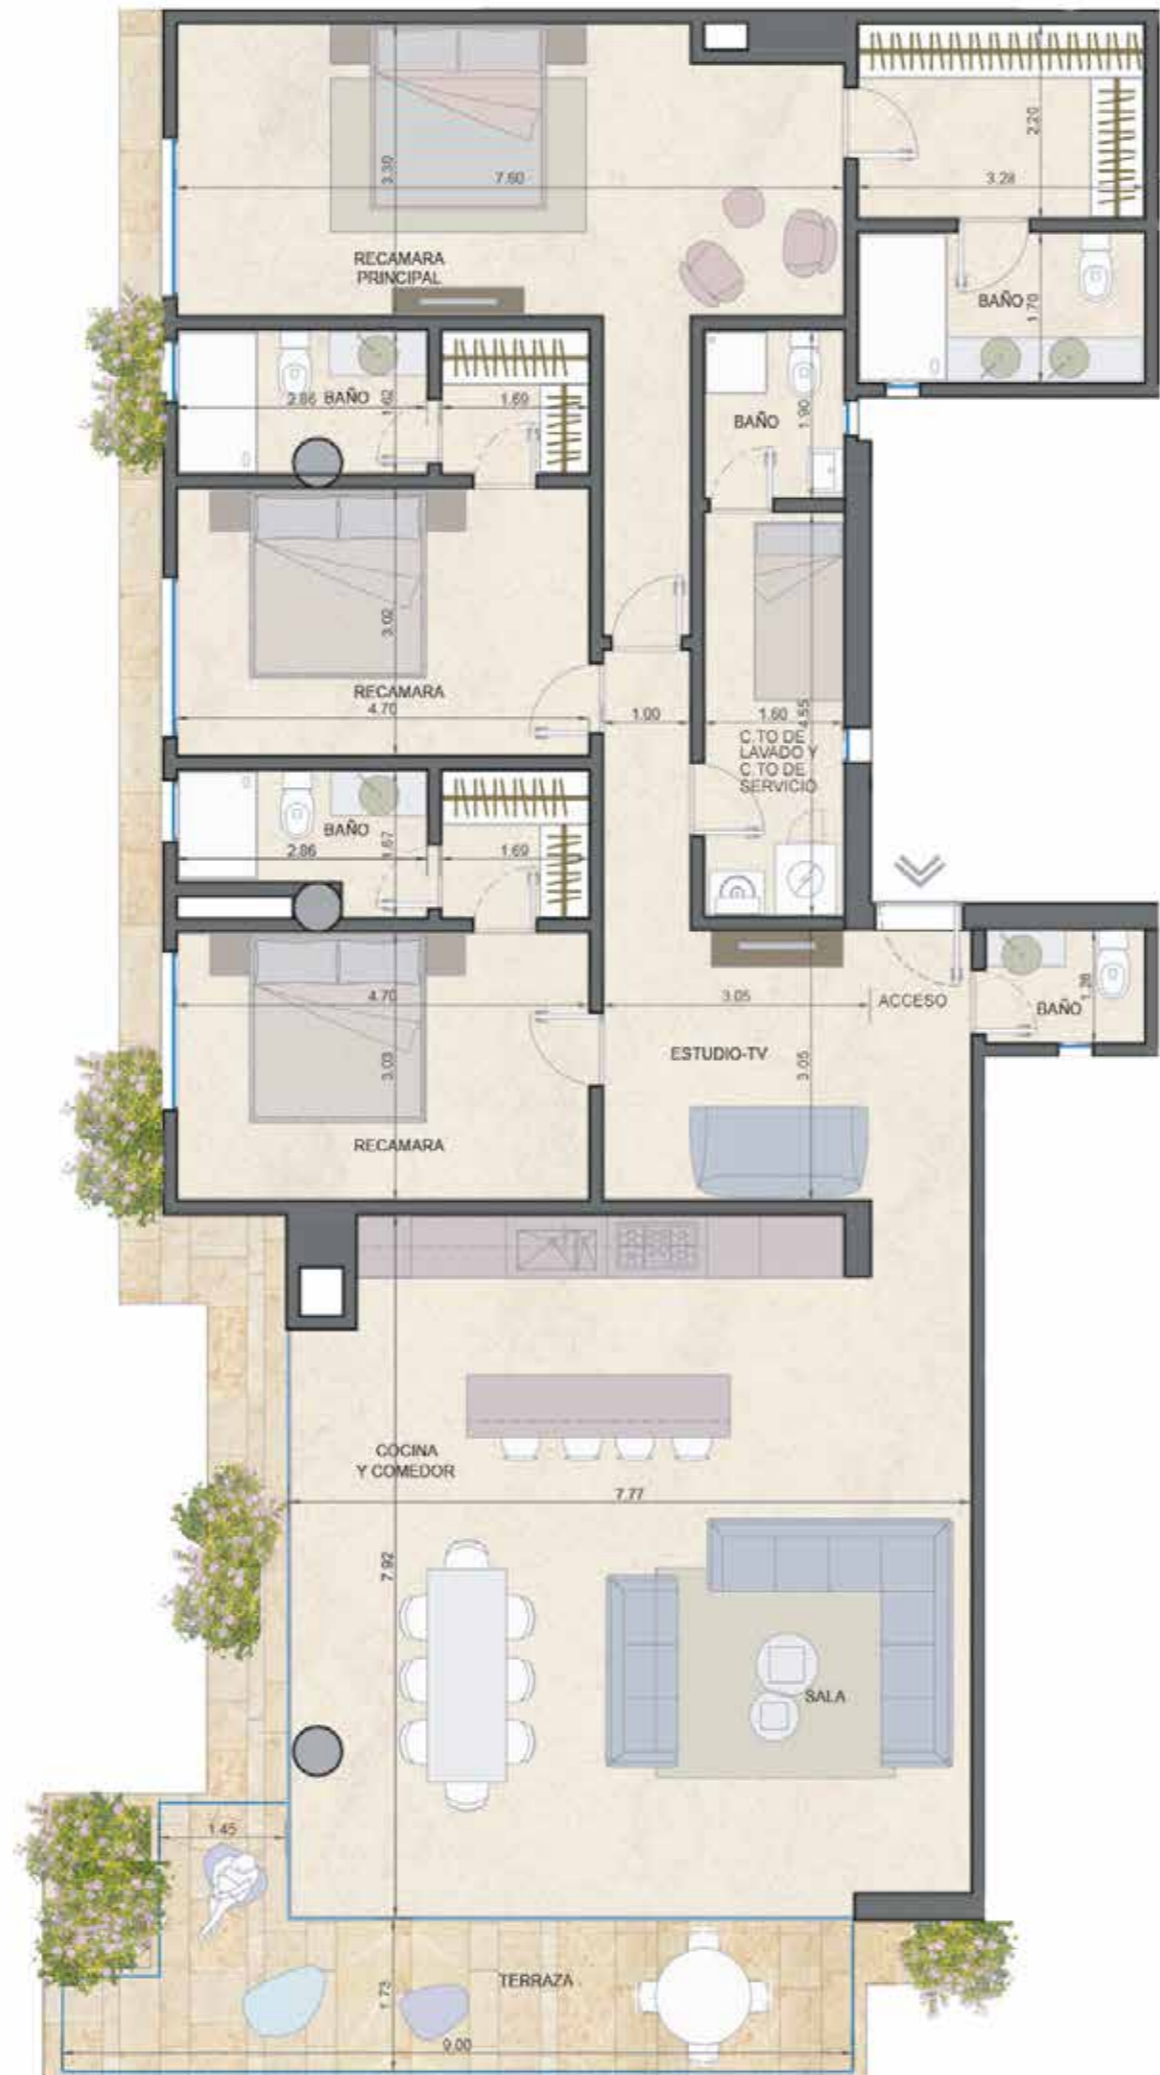 2.20
3.30
7.60
3.28
RECAMARA
PRINCIPAL
BAÑO
1.70
2.86
BAÑO
1.62
1.69
BAÑO
1.90
3.02
RECAMARA
4.70
1.00
1.60
4.55
C.TO DE
LAVADO Y
C.TO DE
SERVICIO
BAÑO
2.86
1.67
1.69
4.70
3.05
ACCESO
BAÑO
1.26
ESTUDIO-TV
3.03
3.05
RECAMARA
COCINA
Y COMEDOR
7.77
7.92
SALA
1.45
TERRAZA
1.73
9.00